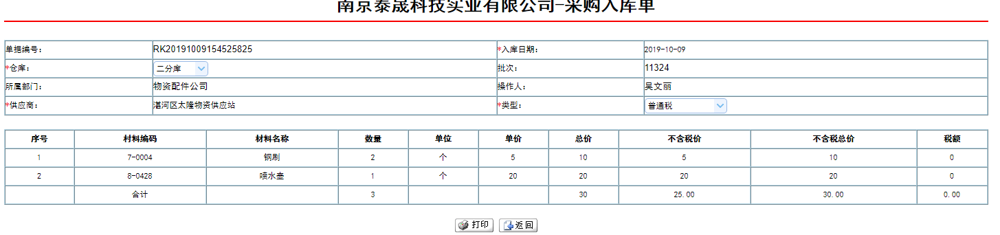 南京泰晟科技实业有限公司-采购入库单
单据编号: RK20191009154525825 *入库日期: 2019-10-09
*仓库: 二分库 批次: 11324
所属部门: 物资配件公司 操作人: 吴文丽
*供应商: 湛河区太隆物资供应站 *类型: 普通税
序号 村料编码 材料名称 数量 单位 单价 总价 不含税价 不含税总价 税额
1 7-0004 钢刷 2 个 5 10 5 10 0
2 8-0428 喷水壶 1 个 20 20 20 20 0
合计 3 30 25.00 30.00 0.00
打印 返回